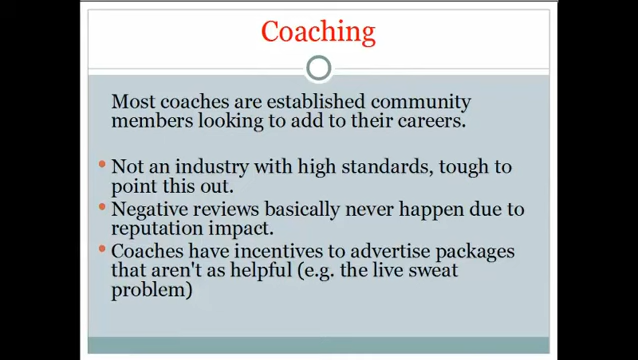 Coaching
Most coaches are established community
members looking to add to their careers.
• Not an industry with high standards, tough to
point this out.
• Negative reviews basically never happen due to
reputation impact.
• Coaches have incentives to advertise packages
that aren't as helpful (e.g. the live sweat
problem)